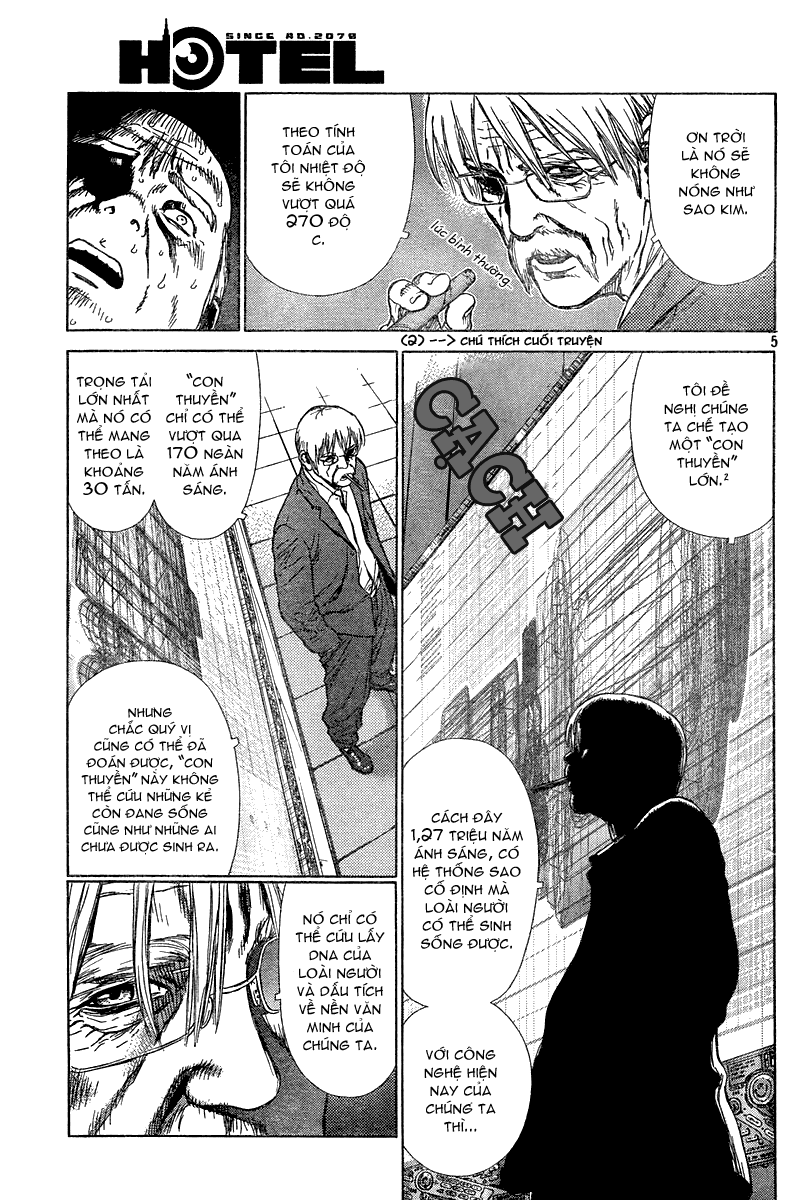 SINCE AD.2070
HOTEL
ƠN TRỜI
LÀ NÓ SẼ
KHÔNG
NÓNG NHƯ
SAO KIM.
THEO TÍNH
TOÁN CỦA
TÔI NHIỆT ĐỘ
SẼ KHÔNG
VƯỢT QUÁ
270 ĐỘ
C.
lúc bình thường.
(2) --> CHÚ THÍCH CUỐI TRUYỆN
5
TÔI ĐỀ
NGHỊ CHÚNG
TA CHẾ TẠO
MỘT “CON
THUYỀN”
LỚN.²
CẠCH
CÁCH ĐÂY
1,27 TRIỆU NĂM
ÁNH SÁNG, CÓ
HỆ THỐNG SAO
CỐ ĐỊNH MÀ
LOÀI NGƯỜI
CÓ THỂ SINH
SỐNG ĐƯỢC.
VỚI CÔNG
NGHỆ HIỆN
NAY CỦA
CHÚNG TA
THÌ...
“CON
THUYỀN”
CHỈ CÓ THỂ
VƯỢT QUA
170 NGÀN
NĂM ÁNH
SÁNG.
TRỌNG TẢI
LỚN NHẤT
MÀ NÓ CÓ
THỂ MANG
THEO LÀ
KHOẢNG
30 TẤN.
NHƯNG
CHẮC QUÝ VỊ
CŨNG CÓ THỂ ĐÃ
ĐOÁN ĐƯỢC, “CON
THUYỀN” NÀY KHÔNG
THỂ CỨU NHỮNG KẺ
CÒN ĐANG SỐNG
CŨNG NHƯ NHỮNG AI
CHƯA ĐƯỢC SINH RA.
NÓ CHỈ CÓ
THỂ CỨU LẤY
DNA CỦA
LOÀI NGƯỜI
VÀ DẤU TÍCH
VỀ NỀN VĂN
MINH CỦA
CHÚNG TA.